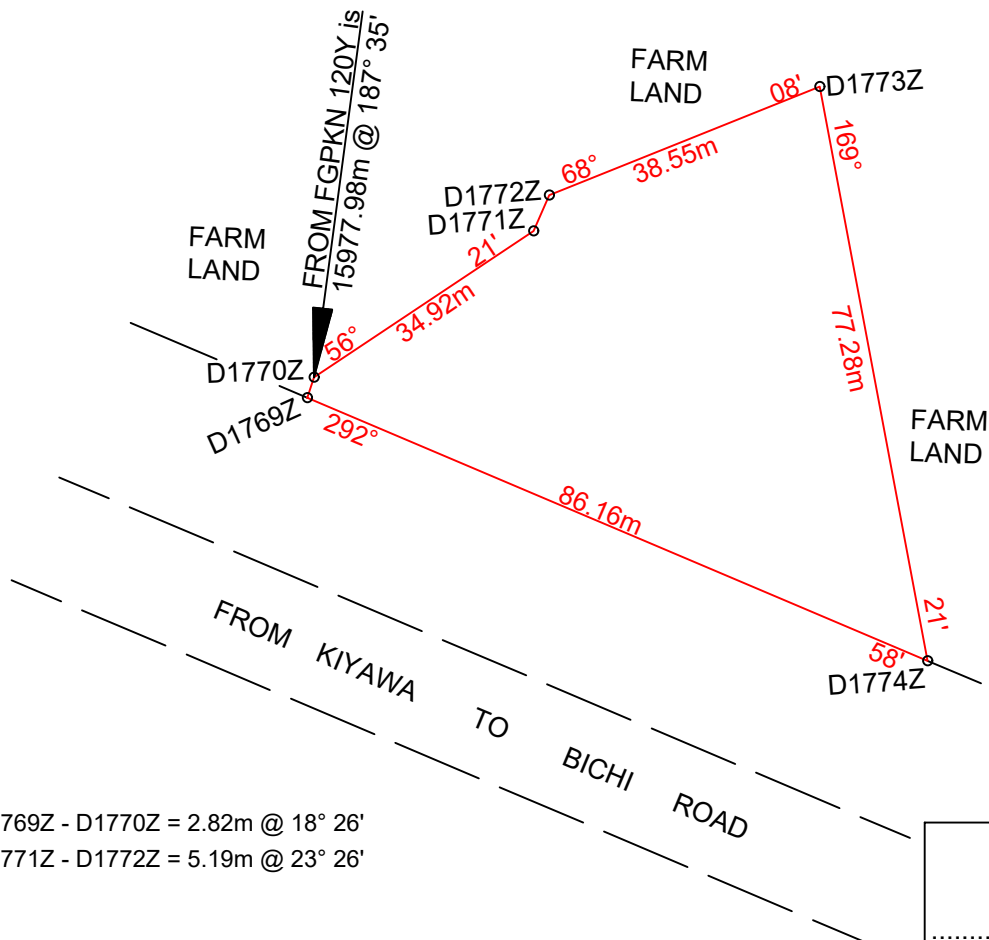 FROM FGPKN 120Y is
15977.98m @ 187° 35'
FARM
LAND
08'
D1773Z
68°
38.55m
169°
D1772Z
D1771Z
FARM
LAND
21'
34.92m
56°
77.28m
D1770Z
D1769Z
292°
FARM
LAND
86.16m
21'
58'
D1774Z
FROM KIYAWA TO BICHI ROAD
769Z - D1770Z = 2.82m @ 18° 26'
771Z - D1772Z = 5.19m @ 23° 26'